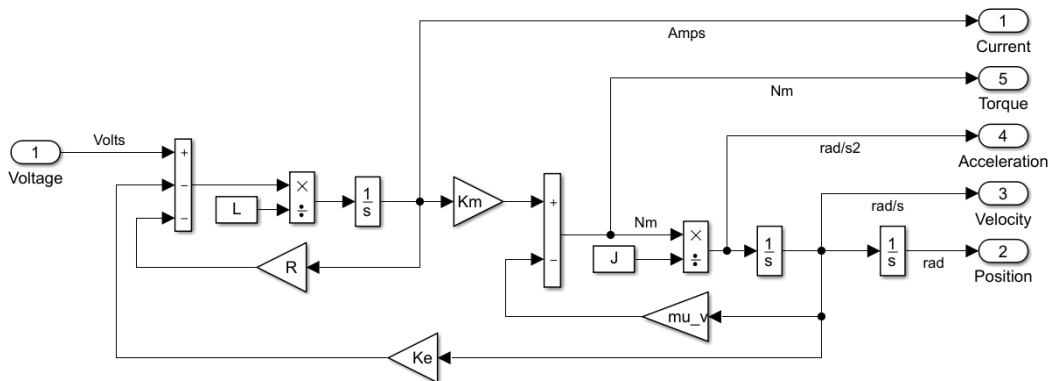 1
Amps
Current
5
Nm
Torque
Volts
1
Voltage
+
−
−
L
×
÷
1
s
Km
+
−
4
rad/s2
Acceleration
3
rad/s
Velocity
Nm
J
×
÷
1
s
1
s
rad
2
Position
R
mu_v
Ke